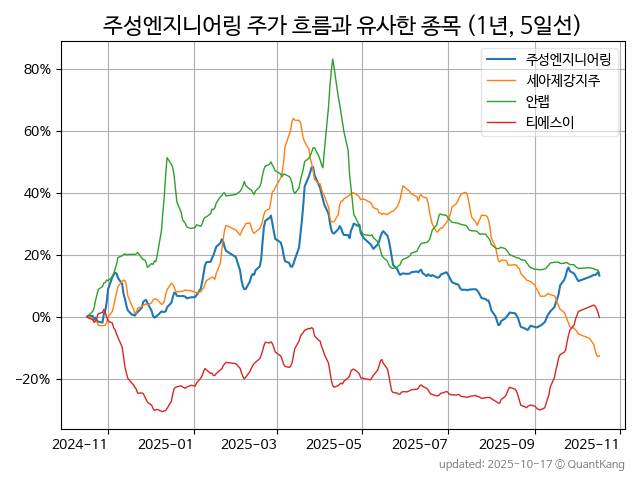 주성엔지니어링 주가 흐름과 유사한 종목 (1년, 5일선)
주성엔지니어링
세아제강지주
안랩
티에스이
80%
60%
40%
20%
0%
−20%
2024-11 2025-01 2025-03 2025-05 2025-07 2025-09 2025-11
updated: 2025-10-17 © QuantKang